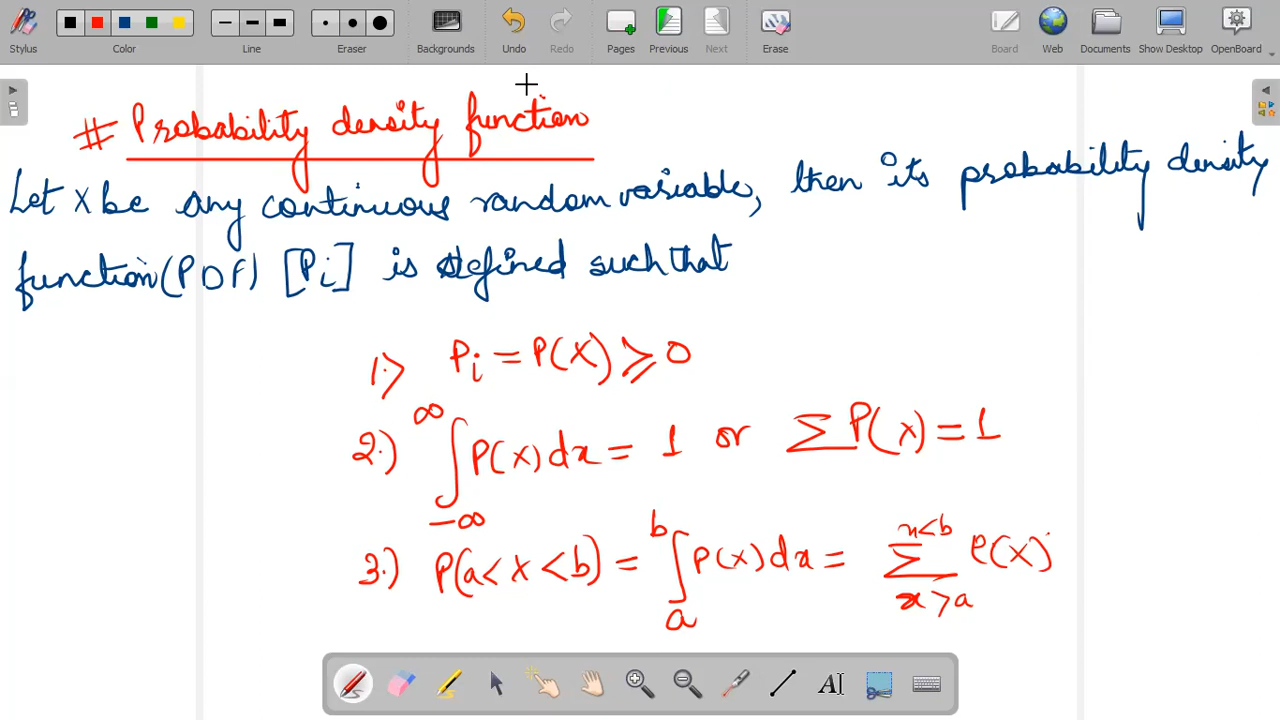 Stylus Color Line Eraser Backgrounds Undo Redo Pages Previous Next Erase Board Web Documents Show Desktop OpenBoard
# Probability density function
Let X be any continuous random variable, then its probability density
function (PDF) [Pi] is defined such that
1.) Pi = P(X) ⩾ 0
2.) ∫_{-∞}^{∞} P(x) dx = 1 or ∑ P(x) = 1
3.) P(a < X < b) = ∫_{a}^{b} P(x) dx = ∑_{x>a}^{x<b} P(X)
AI